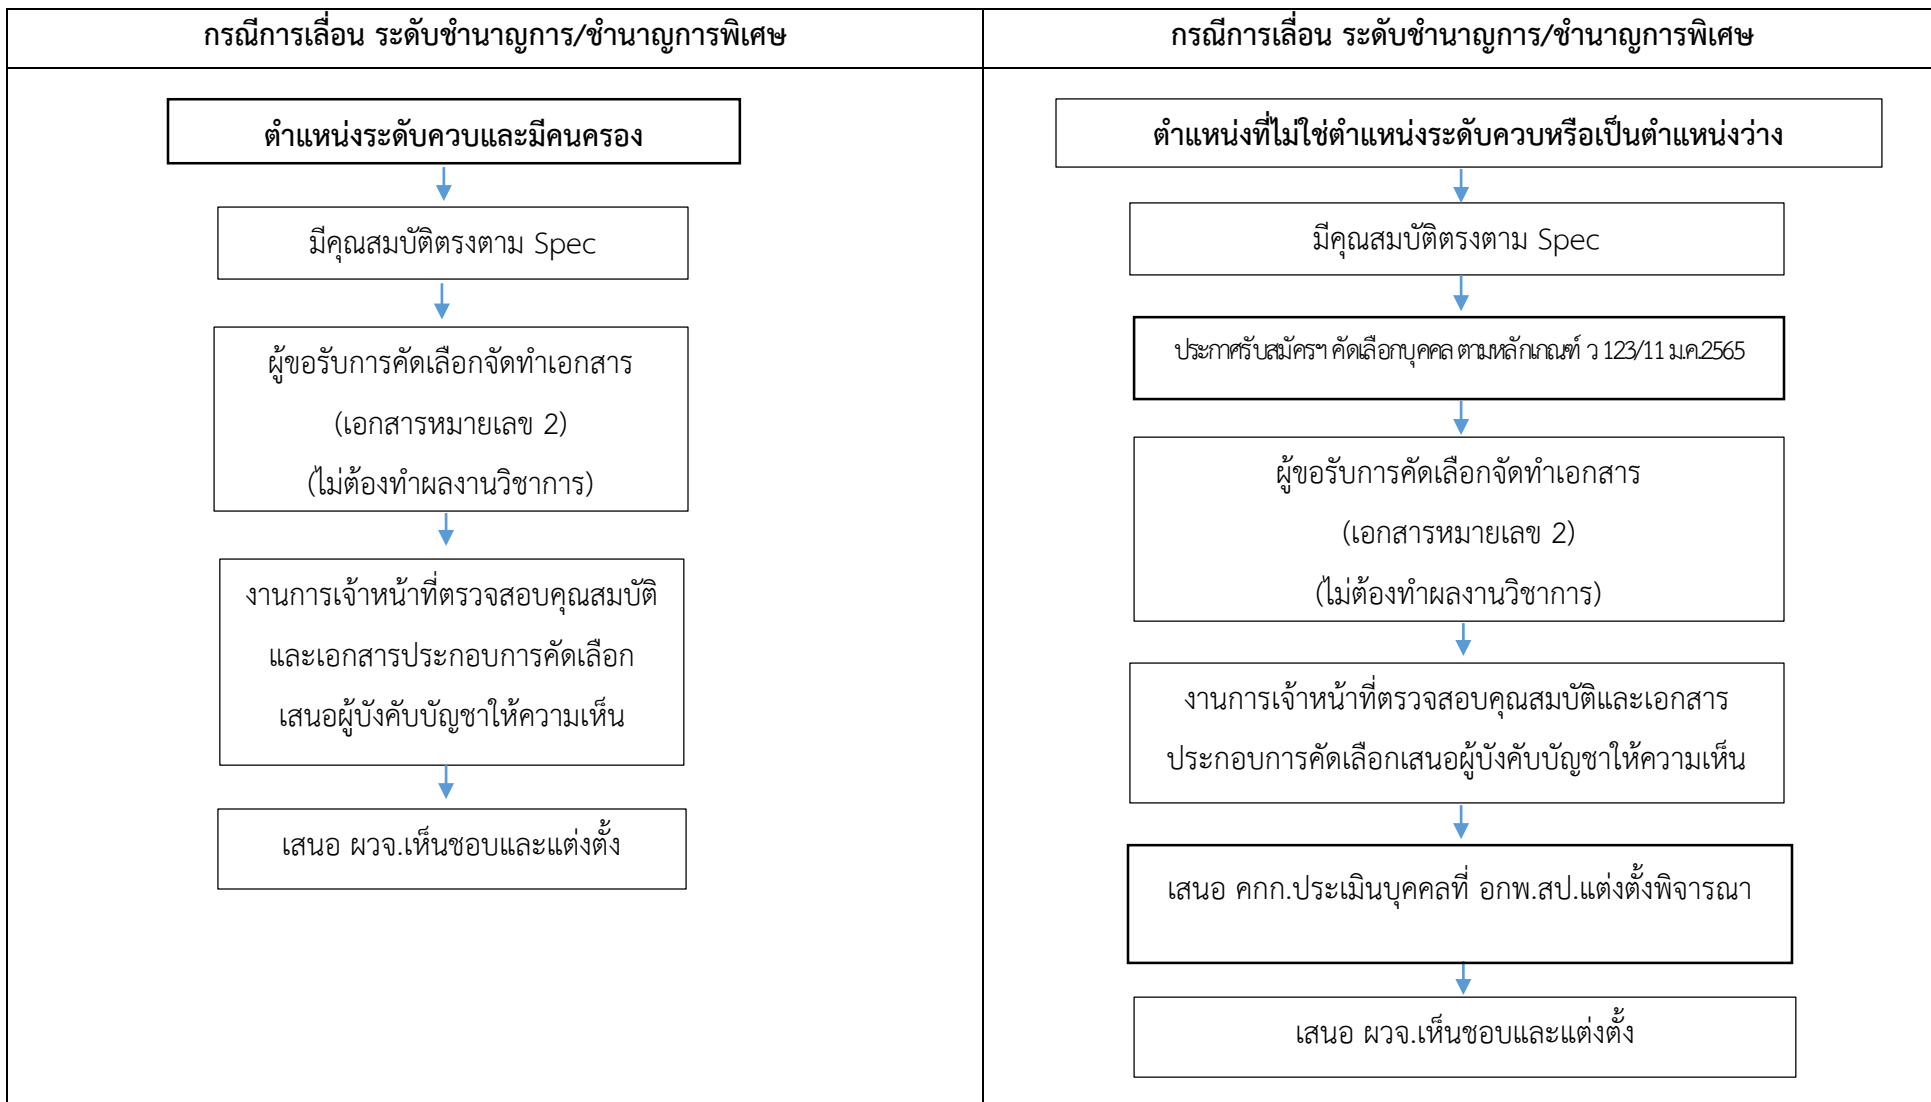 กรณีการเลื่อน ระดับชำนาญการ/ชำนาญการพิเศษ
ตำแหน่งระดับควบและมีคนครอง
มีคุณสมบัติตรงตาม Spec
ผู้ขอรับการคัดเลือกจัดทำเอกสาร
(เอกสารหมายเลข 2)
(ไม่ต้องทำผลงานวิชาการ)
งานการเจ้าหน้าที่ตรวจสอบคุณสมบัติ
และเอกสารประกอบการคัดเลือก
เสนอผู้บังคับบัญชาให้ความเห็น
เสนอ ผวจ.เห็นชอบและแต่งตั้ง
กรณีการเลื่อน ระดับชำนาญการ/ชำนาญการพิเศษ
ตำแหน่งที่ไม่ใช่ตำแหน่งระดับควบหรือเป็นตำแหน่งว่าง
มีคุณสมบัติตรงตาม Spec
ประกาศรับสมัครฯ คัดเลือกบุคคล ตามหลักเกณฑ์ ว 123/11 ม.ค.2565
ผู้ขอรับการคัดเลือกจัดทำเอกสาร
(เอกสารหมายเลข 2)
(ไม่ต้องทำผลงานวิชาการ)
งานการเจ้าหน้าที่ตรวจสอบคุณสมบัติและเอกสาร
ประกอบการคัดเลือกเสนอผู้บังคับบัญชาให้ความเห็น
เสนอ คกก.ประเมินบุคคลที่ อกพ.สป.แต่งตั้งพิจารณา
เสนอ ผวจ.เห็นชอบและแต่งตั้ง